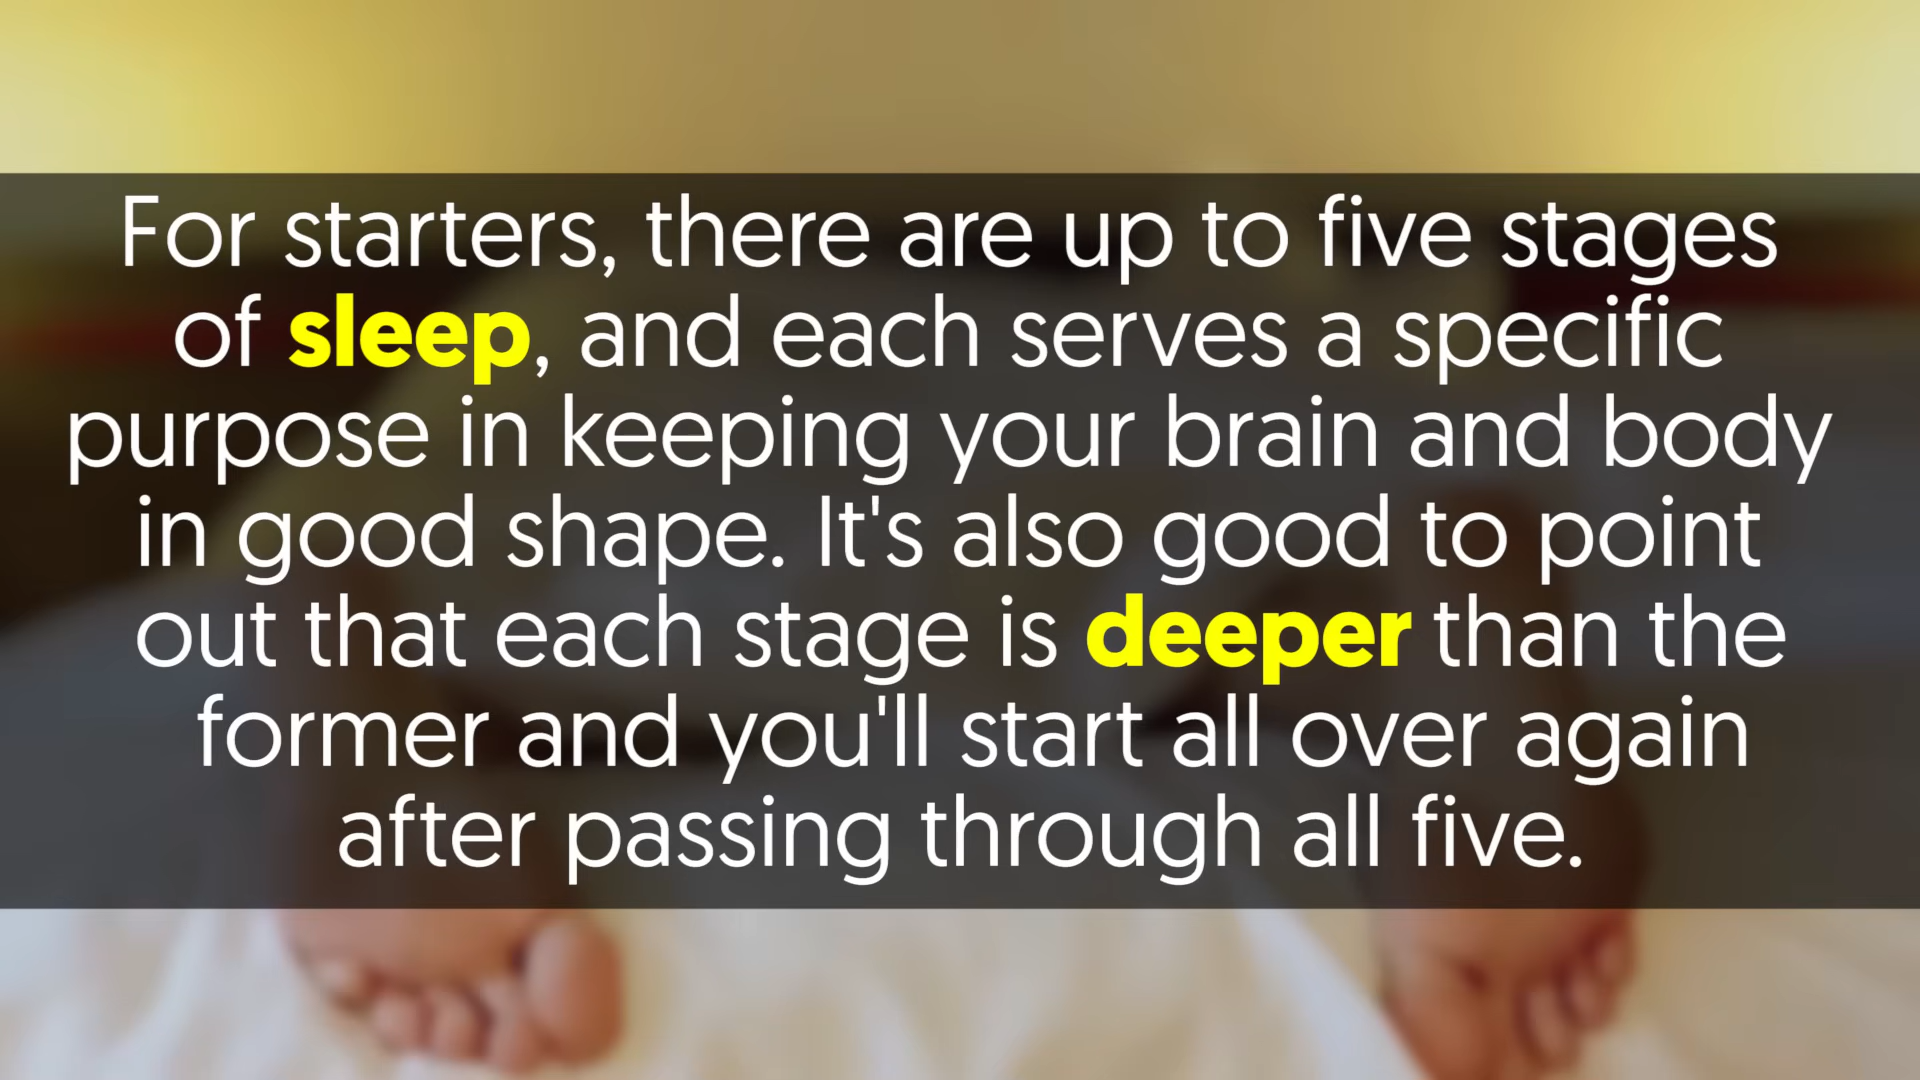 For starters, there are up to five stages
of sleep, and each serves a specific
purpose in keeping your brain and body
in good shape. It's also good to point
out that each stage is deeper than the
former and you'll start all over again
after passing through all five.